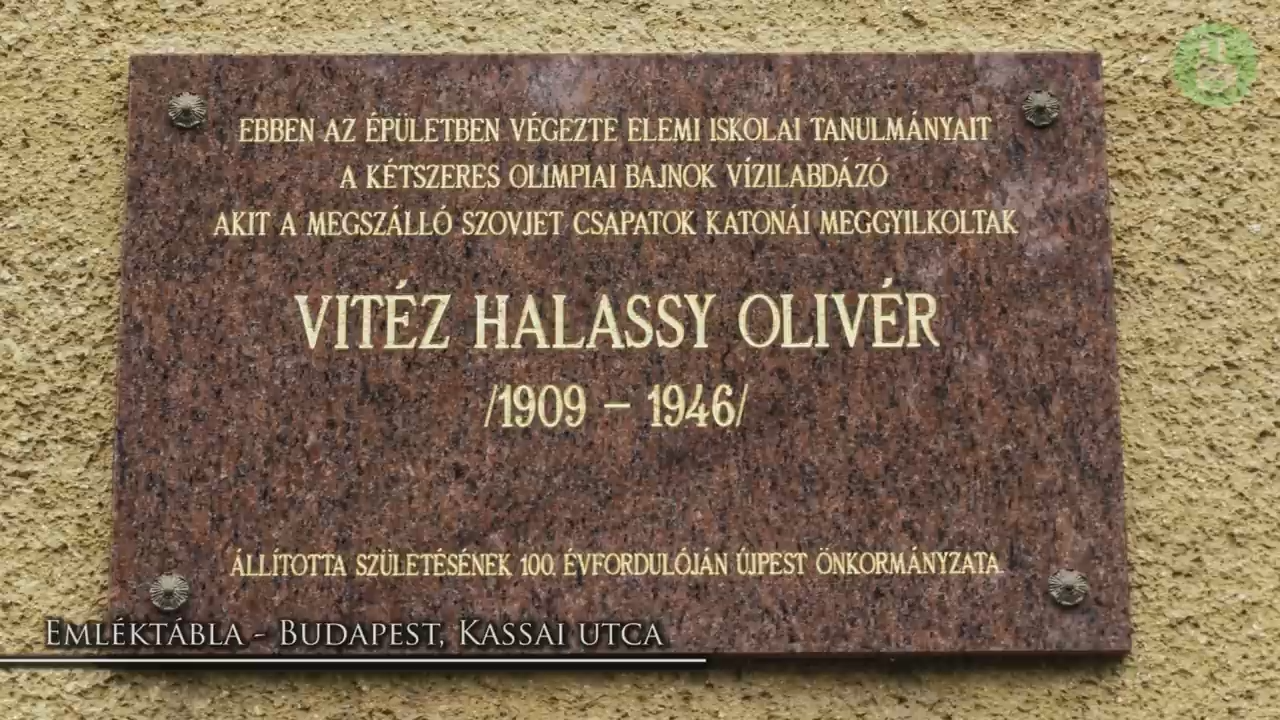 EBBEN AZ ÉPÜLETBEN VÉGEZTE ELEMI ISKOLAI TANULMÁNYAIT
A KÉTSZERES OLIMPIAI BAJNOK VÍZILABDÁZÓ
AKIT A MEGSZÁLLÓ SZOVJET CSAPATOK KATONÁI MEGGYILKOLTAK
VITÉZ HALASSY OLIVÉR
/1909 – 1946/
ÁLLÍTOTTA SZÜLETÉSÉNEK 100. ÉVFORDULÓJÁN ÚJPEST ÖNKORMÁNYZATA.
EMLÉKTÁBLA - BUDAPEST, KASSAI UTCA